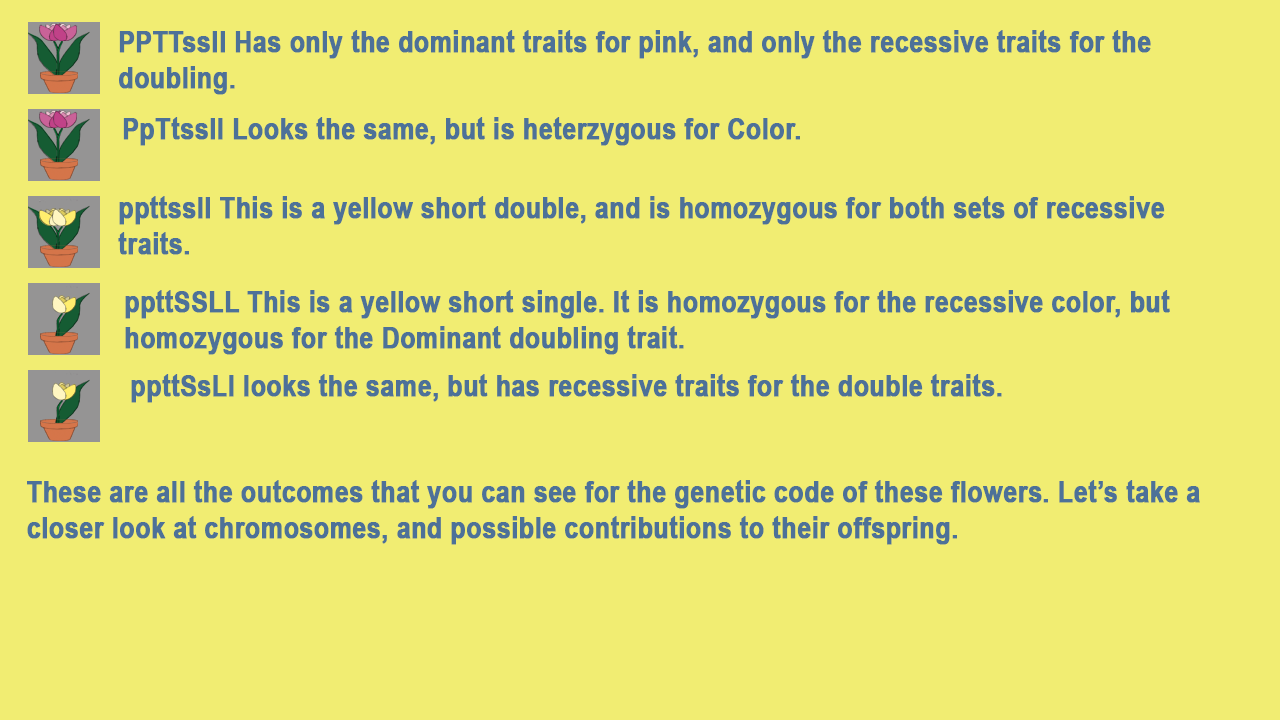 PPTTssll Has only the dominant traits for pink, and only the recessive traits for the
doubling.
PpTtssll Looks the same, but is heterzygous for Color.
ppttssll This is a yellow short double, and is homozygous for both sets of recessive
traits.
ppttSSLL This is a yellow short single. It is homozygous for the recessive color, but
homozygous for the Dominant doubling trait.
ppttSsLl looks the same, but has recessive traits for the double traits.
These are all the outcomes that you can see for the genetic code of these flowers. Let’s take a
closer look at chromosomes, and possible contributions to their offspring.